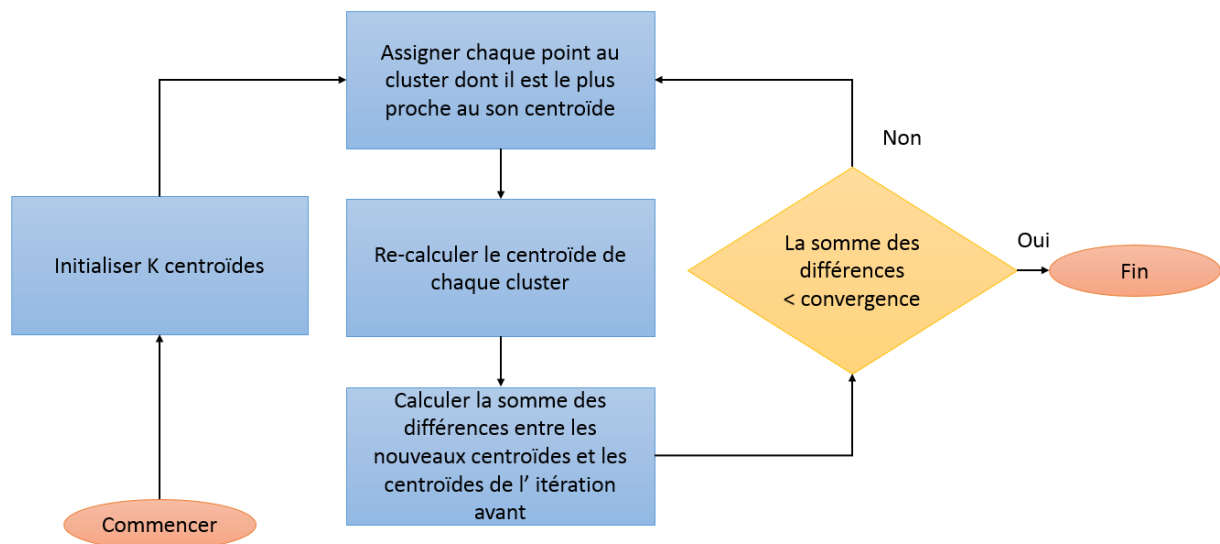 Assigner chaque point au
cluster dont il est le plus
proche au son centroïde
Non
Initialiser K centroïdes
Re-calculer le centroïde de
chaque cluster
La somme des
différences
< convergence
Oui
Fin
Calculer la somme des
différences entre les
nouveaux centroïdes et les
centroïdes de l’ itération
avant
Commencer